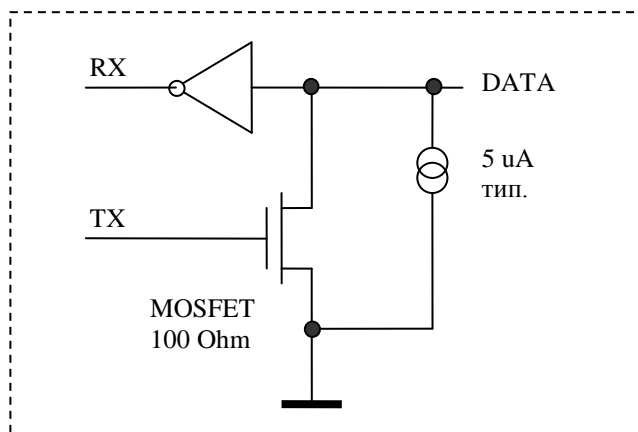 RX
DATA
5 uA
тип.
TX
MOSFET
100 Ohm